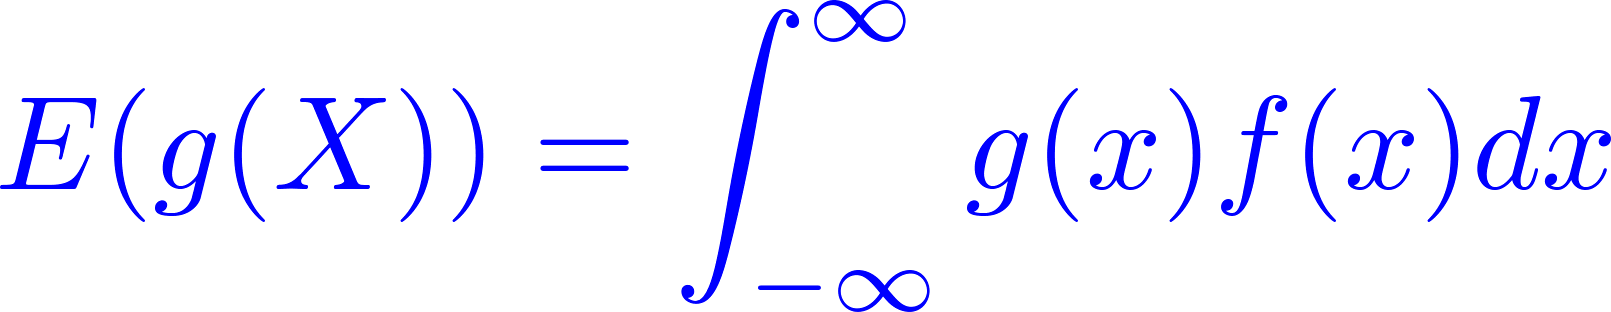 E(g(X)) = ∫_{-∞}^{∞} g(x)f(x)dx